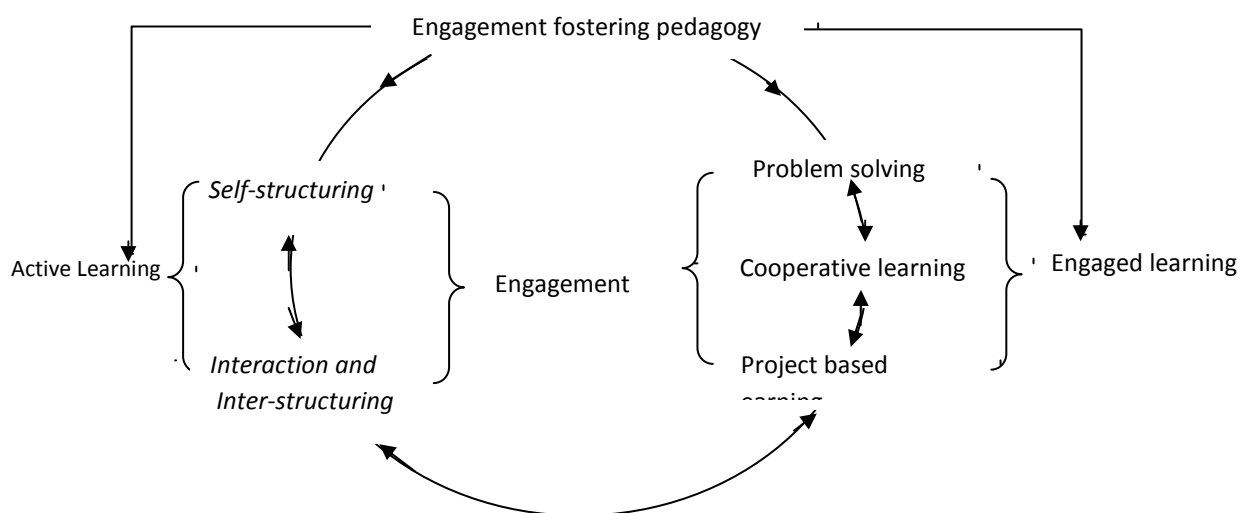 Engagement fostering pedagogy
Self-structuring
Active Learning
Interaction and
Inter-structuring
Engagement
Problem solving
Cooperative learning
Project based
earning
Engaged learning